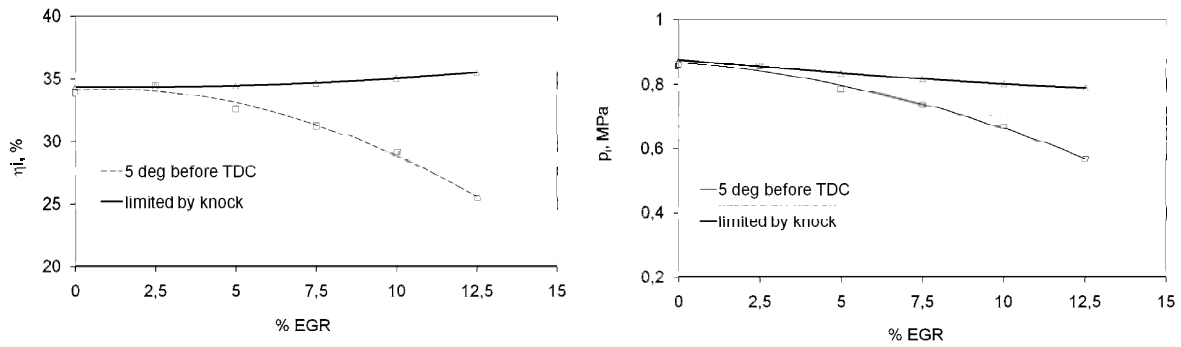 40
35
30
25
20
ηi, %
5 deg before TDC
limited by knock
0 2,5 5 7,5 10 12,5 15
% EGR
1
0,8
0,6
0,4
0,2
pi, MPa
5 deg before TDC
limited by knock
0 2,5 5 7,5 10 12,5 15
% EGR